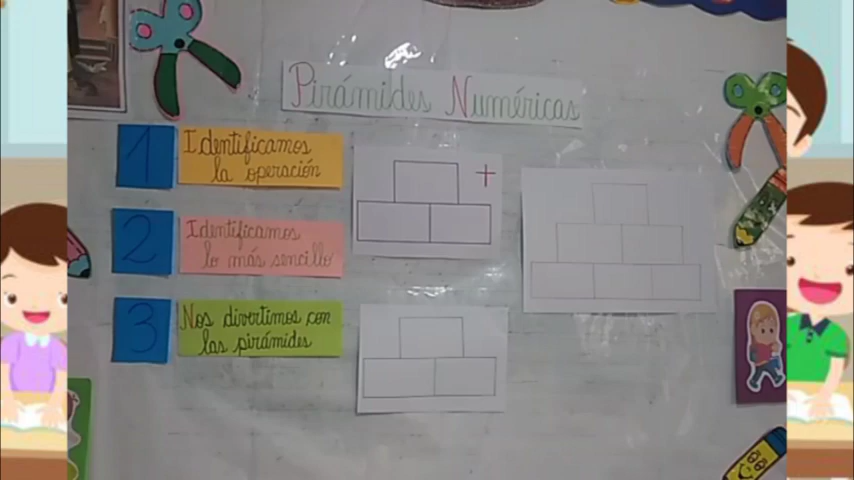 Pirámides Numéricas
1
Identificamos
la operación
+
2
Identificamos
lo más sencillo
3
Nos divertimos con
las pirámides